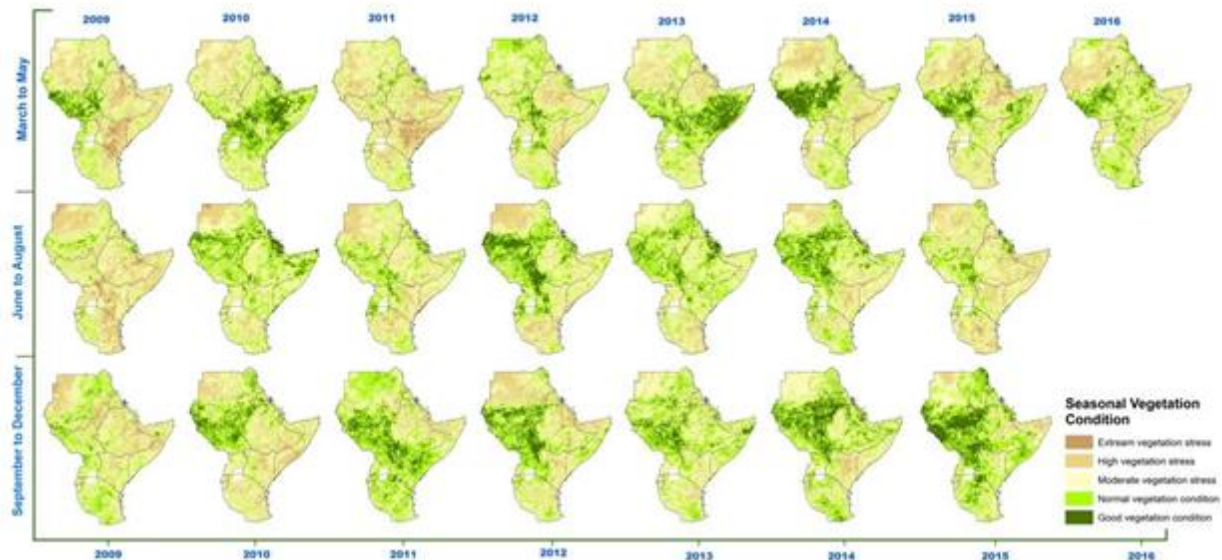 2009 2010 2011 2012 2013 2014 2015 2016
March to May
June to August
September to December
Seasonal Vegetation
Condition
Extream vegetation stress
High vegetation stress
Moderate vegetation stress
Normal vegetation condition
Good vegetation condition
2009 2010 2011 2012 2013 2014 2015 2016